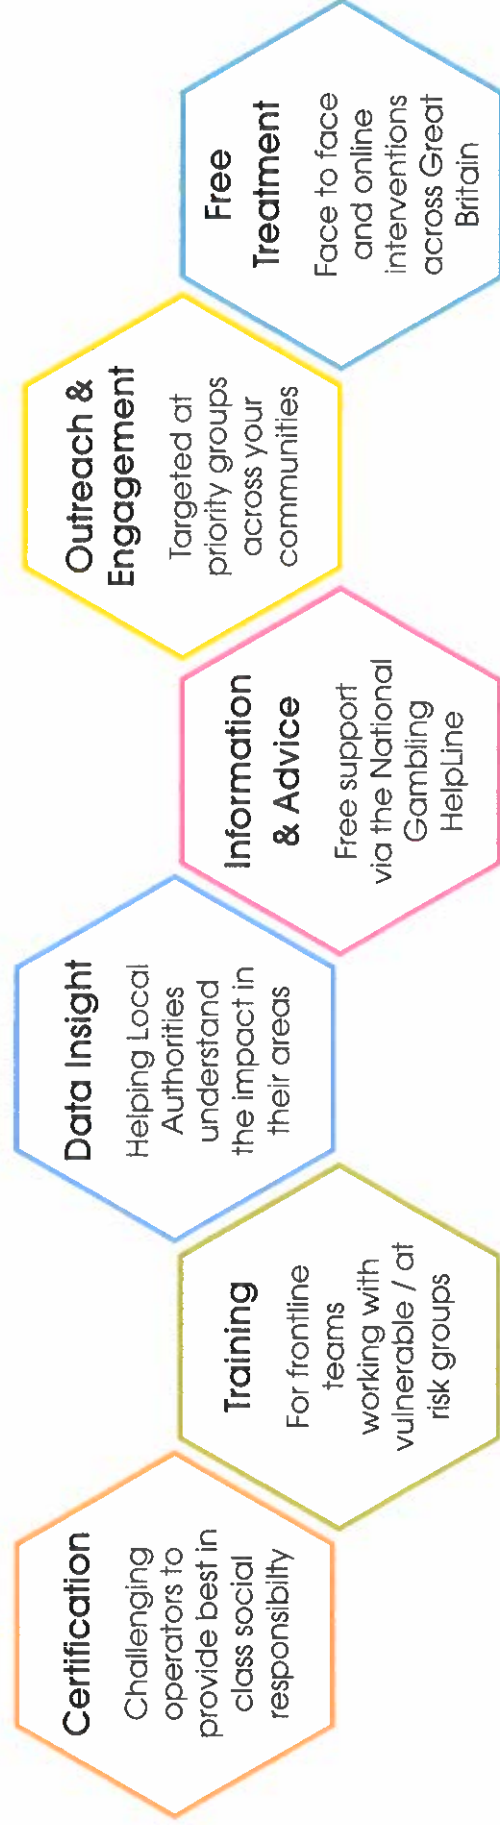 Certification
Challenging
operators to
provide best in
class social
responsibilty
Training
For frontline
teams
working with
vulnerable / at
risk groups
Data Insight
Helping Local
Authorities
understand
the impact in
their areas
Information
& Advice
Free support
via the National
Gambling
HelpLine
Outreach &
Engagement
Targeted at
priority groups
across your
communities
Free
Treatment
Face to face
and online
interventions
across Great
Britain